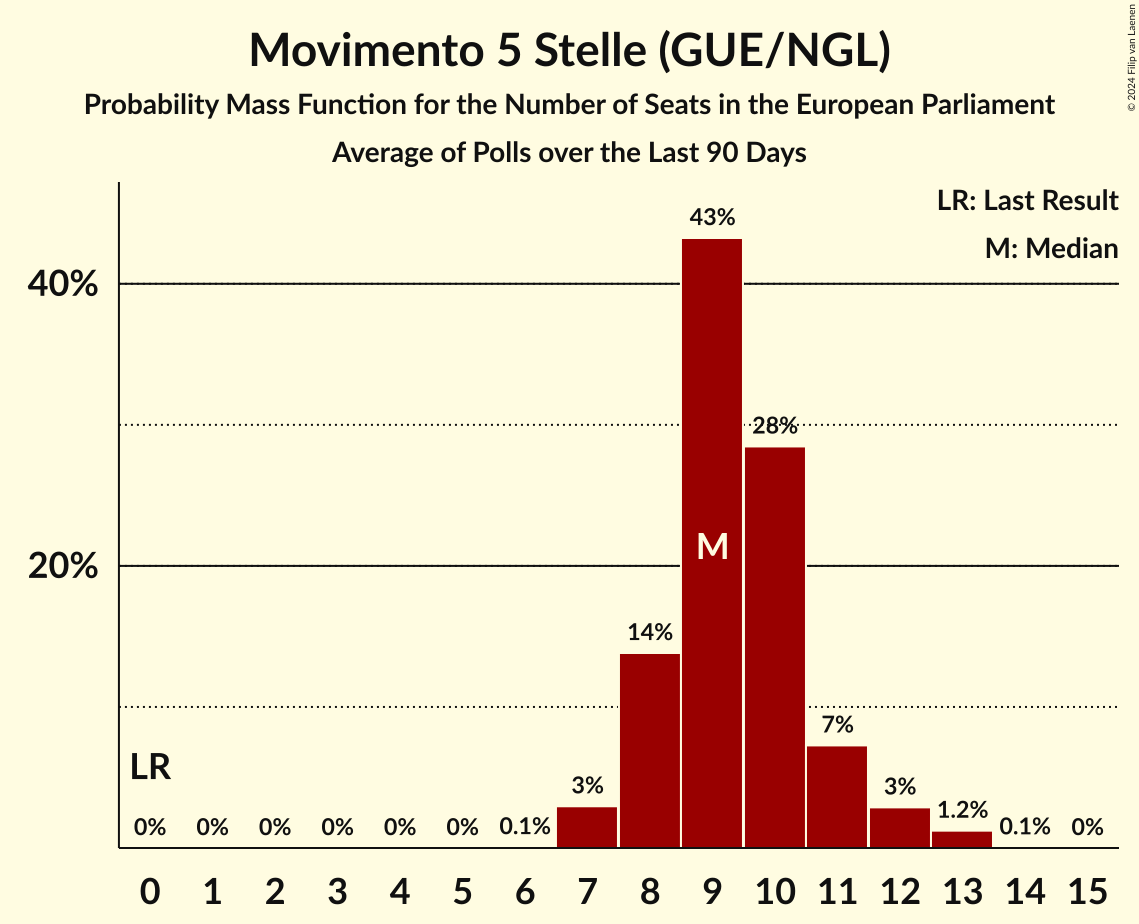 Movimento 5 Stelle (GUE/NGL)
Probability Mass Function for the Number of Seats in the European Parliament
Average of Polls over the Last 90 Days
© 2024 Filip van Laenen
LR: Last Result
M: Median
43%
40%
28%
M
20%
14%
7%
LR
3%
3%
1.2%
0% 0% 0% 0% 0% 0% 0.1% 0.1% 0%
0 1 2 3 4 5 6 7 8 9 10 11 12 13 14 15